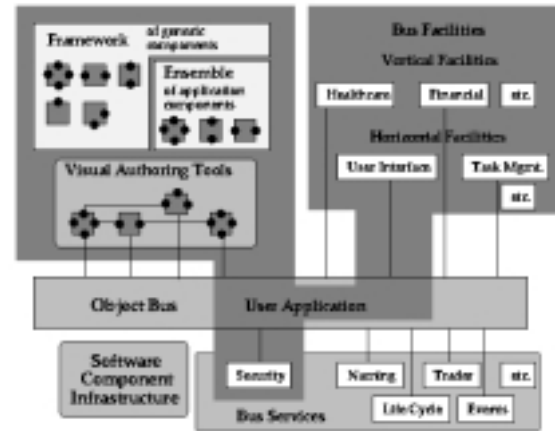 Framework
of generic
components
Ensemble
of application
components
Visual Authoring Tools
Bus Facilities
Vertical Facilities
Healthcare
Financial
etc.
Horizontal Facilities
User Interface
Task Mgmt.
etc.
Object Bus
User Application
Software
Component
Infrastructure
Security
Naming
Trader
etc.
LifeCycle
Events
Bus Services